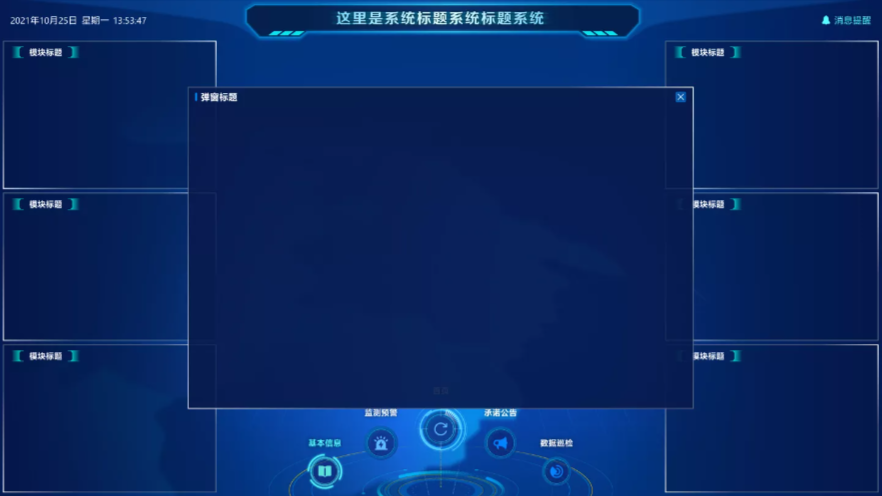 2021年10月25日 星期一 13:53:47
这里是系统标题系统标题系统
消息提醒
模块标题
模块标题
弹窗标题
模块标题
模块标题
模块标题
模块标题
监测预警
承诺公告
基本信息
数据巡检